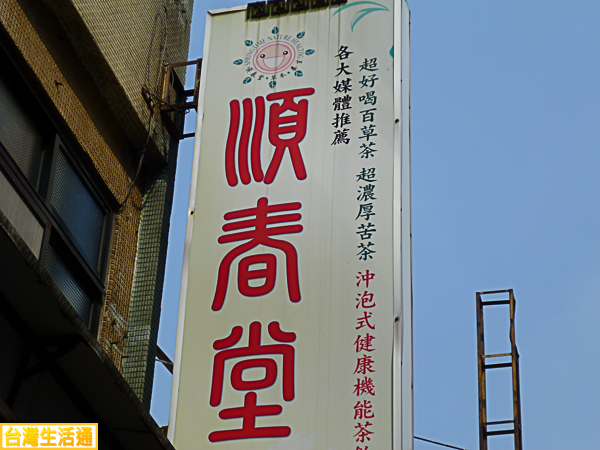 各大媒體推薦
超好喝百草茶 超濃厚苦茶 沖泡式健康機能茶飲
順春堂
台灣生活通